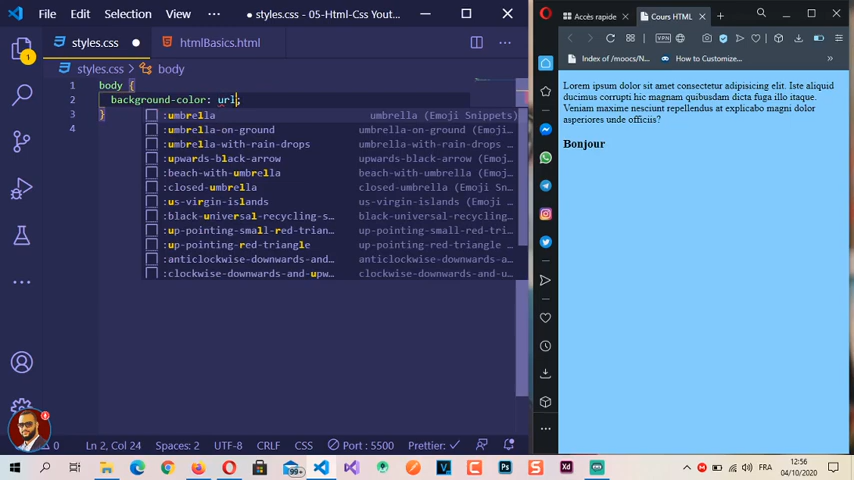 File Edit Selection View ··· ● styles.css - 05-Html-Css Yout...
styles.css ● htmlBasics.html
styles.css > body
1 body {
2 background-color: url;
3 }
4
:umbrella umbrella (Emoji Snippets)
:umbrella-on-ground umbrella-on-ground (Emoji...
:umbrella-with-rain-drops umbrella-with-rain-drops...
:upwards-black-arrow upwards-black-arrow (Emoj...
:beach-with-umbrella beach-with-umbrella (Emoj...
:closed-umbrella closed-umbrella (Emoji Sn...
:us-virgin-islands us-virgin-islands (Emoji ...
:black-universal-recycling-s... black-universal-recycling...
:up-pointing-small-red-trian... up-pointing-small-red-tri...
:up-pointing-red-triangle up-pointing-red-triangle ...
:anticlockwise-downwards-and... anticlockwise-downwards-a...
:clockwise-downwards-and-upw... clockwise-downwards-and-u...
0 Ln 2, Col 24 Spaces: 2 UTF-8 CRLF CSS Port : 5500 Prettier: ✓
Accès rapide Cours HTML
VPN
Index of /moocs/N... How to Customize... »
Lorem ipsum dolor sit amet consectetur adipisicing elit. Iste aliquid
ducimus corrupti hic magnam quibusdam dicta fuga illo itaque.
Veniam maxime nesciunt repellendus at explicabo magni dolor
asperiores unde officiis?
Bonjour
99+ FRA 12:56
04/10/2020